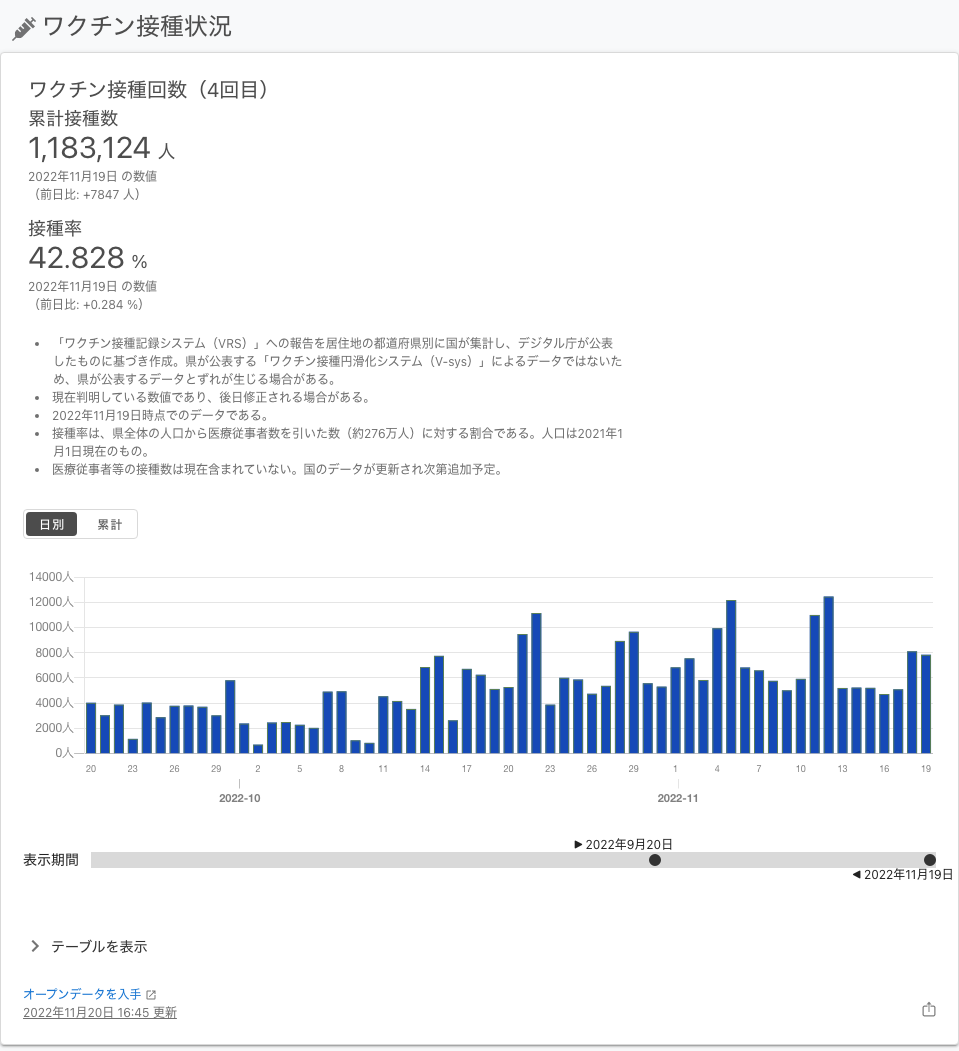 ワクチン接種状況
ワクチン接種回数（4回目）
累計接種数
1,183,124 人
2022年11月19日 の数値
（前日比: +7847 人）
接種率
42.828 %
2022年11月19日 の数値
（前日比: +0.284 %）
• 「ワクチン接種記録システム（VRS）」への報告を居住地の都道府県別に国が集計し、デジタル庁が公表
したものに基づき作成。県が公表する「ワクチン接種円滑化システム（V-sys）」によるデータではないた
め、県が公表するデータとずれが生じる場合がある。
• 現在判明している数値であり、後日修正される場合がある。
• 2022年11月19日時点でのデータである。
• 接種率は、県全体の人口から医療従事者数を引いた数（約276万人）に対する割合である。人口は2021年1
月1日現在のもの。
• 医療従事者等の接種数は現在含まれていない。国のデータが更新され次第追加予定。
日別 累計
14000人
12000人
10000人
8000人
6000人
4000人
2000人
0人
20 23 26 29 2 5 8 11 14 17 20 23 26 29 1 4 7 10 13 16 19
2022-10 2022-11
▶ 2022年9月20日
表示期間
◀ 2022年11月19日
テーブルを表示
オープンデータを入手
2022年11月20日 16:45 更新